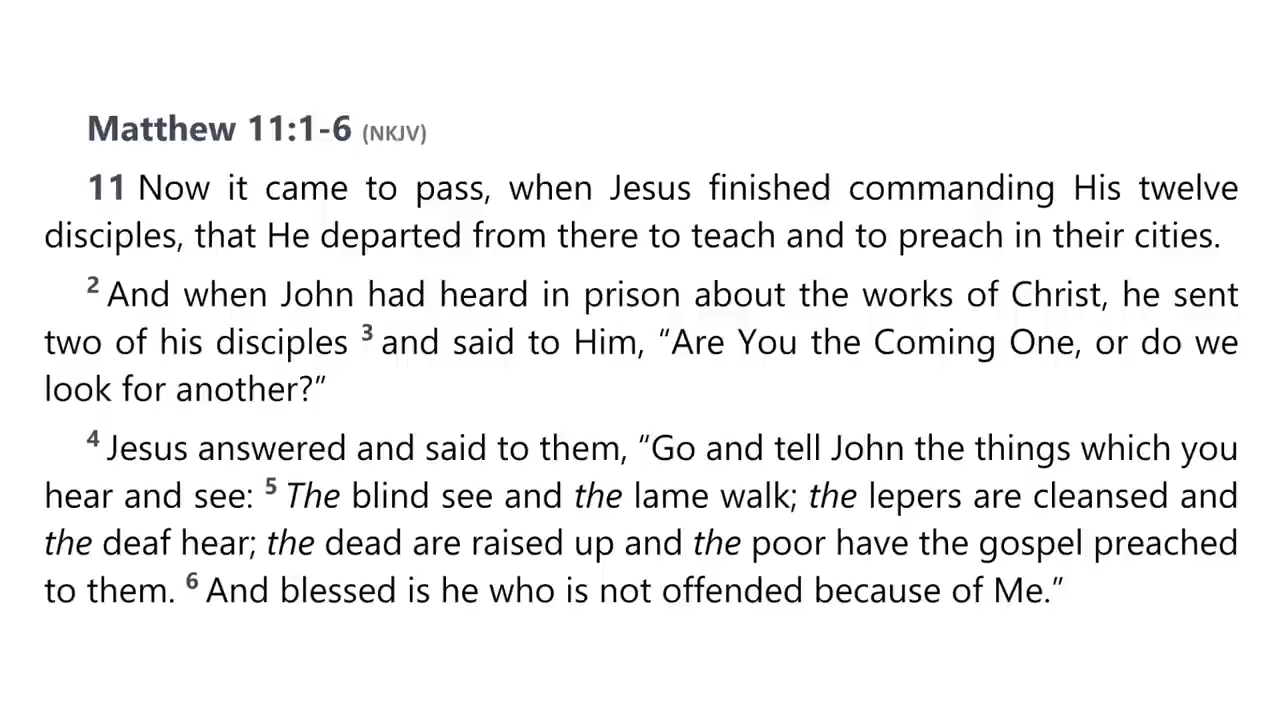 Matthew 11:1-6 (NKJV)
11 Now it came to pass, when Jesus finished commanding His twelve
disciples, that He departed from there to teach and to preach in their cities.
2 And when John had heard in prison about the works of Christ, he sent
two of his disciples 3 and said to Him, “Are You the Coming One, or do we
look for another?”
4 Jesus answered and said to them, “Go and tell John the things which you
hear and see: 5 The blind see and the lame walk; the lepers are cleansed and
the deaf hear; the dead are raised up and the poor have the gospel preached
to them. 6 And blessed is he who is not offended because of Me.”